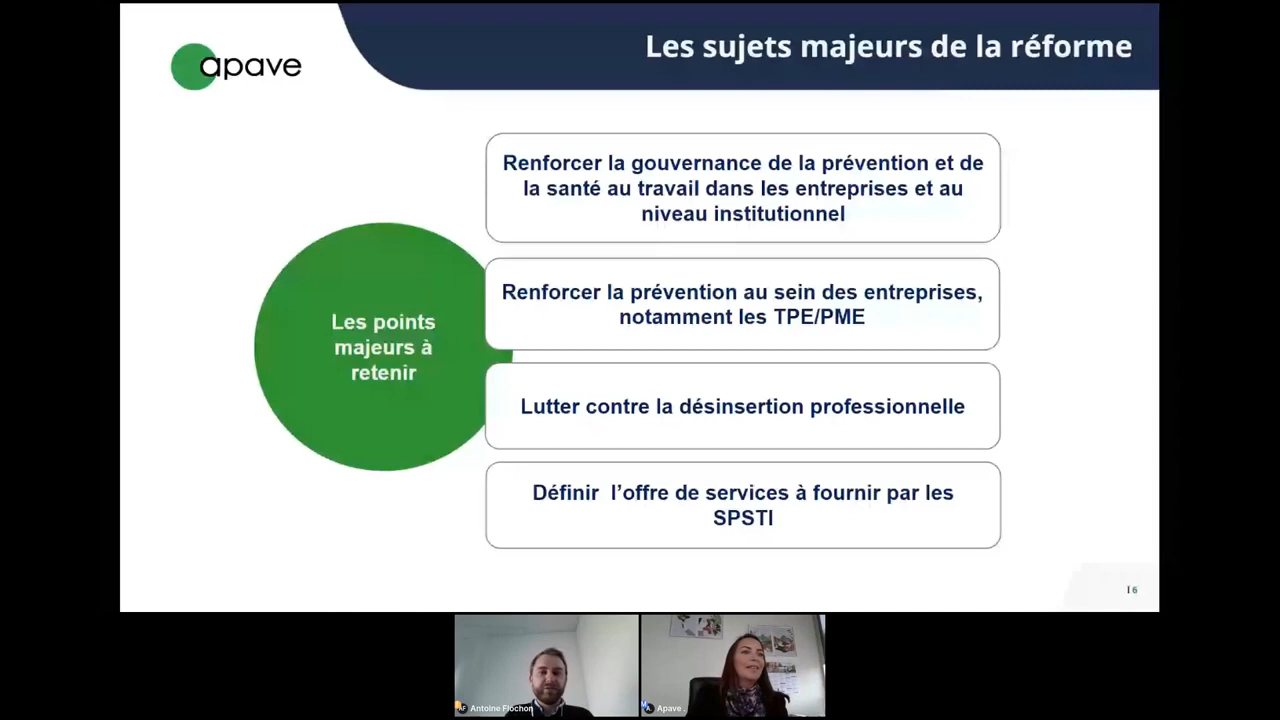 apave
Les sujets majeurs de la réforme
Renforcer la gouvernance de la prévention et de
la santé au travail dans les entreprises et au
niveau institutionnel
Les points
majeurs à
retenir
Renforcer la prévention au sein des entreprises,
notamment les TPE/PME
Lutter contre la désinsertion professionnelle
Définir l’offre de services à fournir par les
SPSTI
I 6
AF Antoine Flochon
A. Apave .